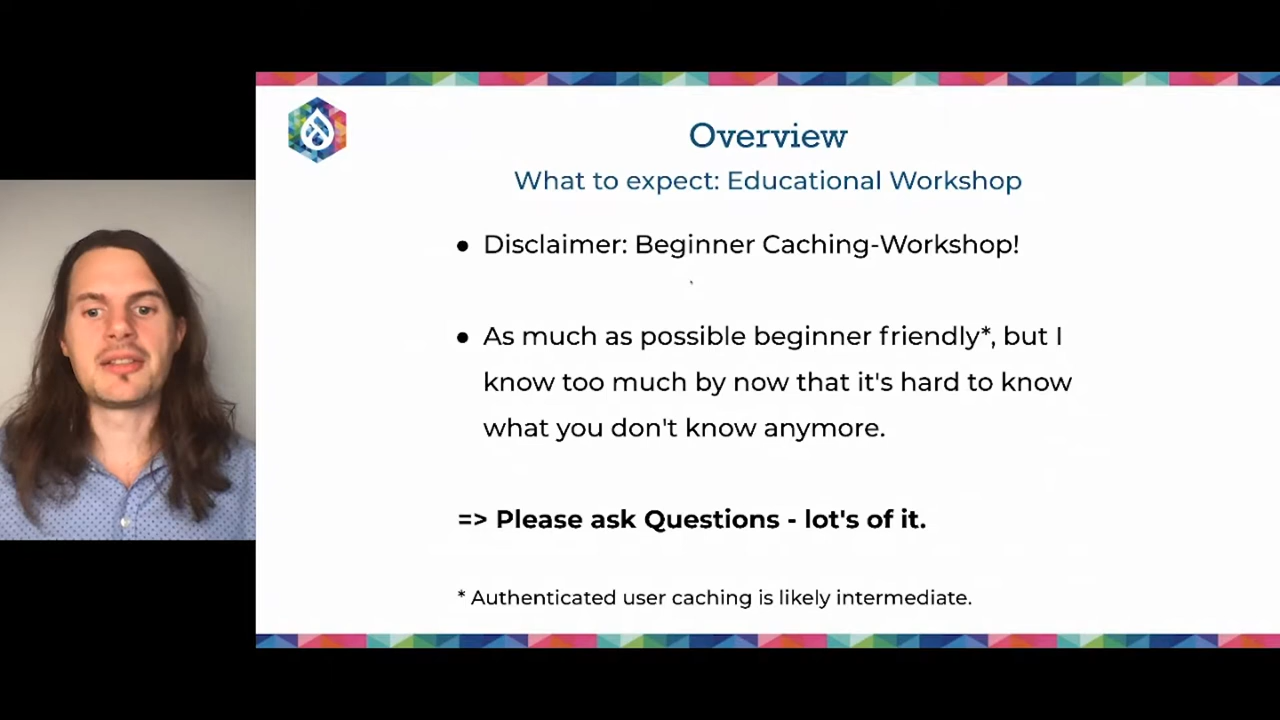 Overview
What to expect: Educational Workshop
● Disclaimer: Beginner Caching-Workshop!
● As much as possible beginner friendly*, but I
know too much by now that it's hard to know
what you don't know anymore.
=> Please ask Questions - lot's of it.
* Authenticated user caching is likely intermediate.